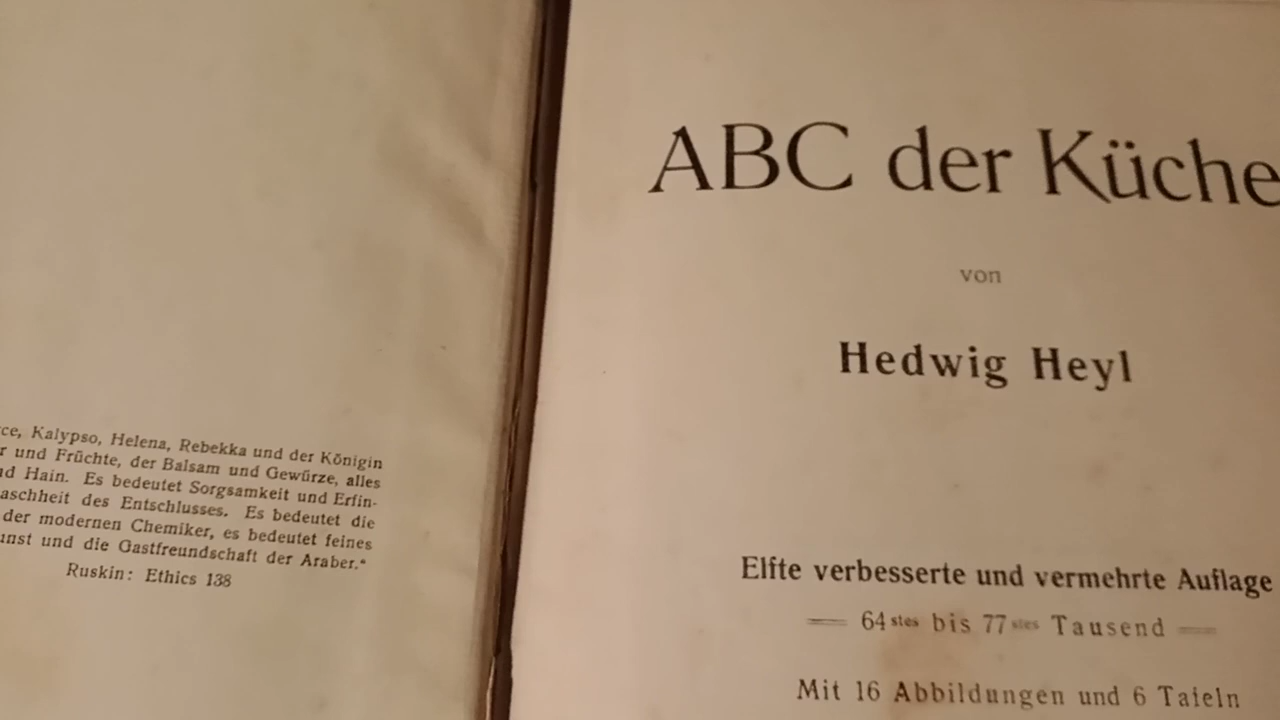 ce, Kalypso, Helena, Rebekka und der Königin
r und Früchte, der Balsam und Gewürze, alles
nd Hain. Es bedeutet Sorgsamkeit und Erfin-
aschheit des Entschlusses. Es bedeutet die
der modernen Chemiker, es bedeutet feines
unst und die Gastfreundschaft der Araber.“
Ruskin: Ethics 138
ABC der Küche
von
Hedwig Heyl
Elfte verbesserte und vermehrte Auflage
64stes bis 77stes Tausend
Mit 16 Abbildungen und 6 Tafeln